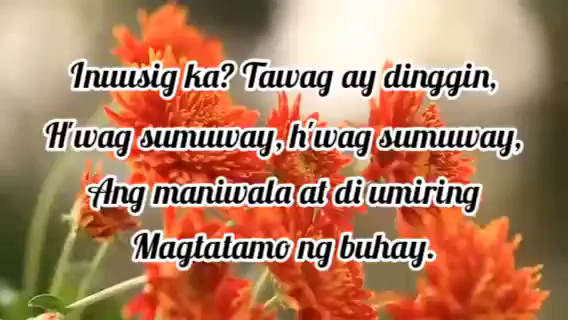 Inuusig ka? Tawag ay dinggin,
H'wag sumuway, h'wag sumuway,
Ang maniwala at di umiring
Magtatamo ng buhay.